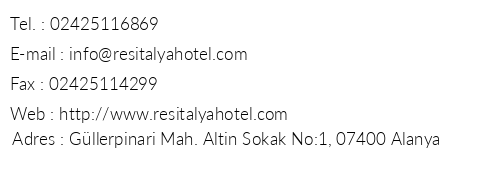 Tel. : 02425116869
E-mail : info@resitalyahotel.com
Fax : 02425114299
Web : http://www.resitalyahotel.com
Adres : Güllerpinari Mah. Altin Sokak No:1, 07400 Alanya